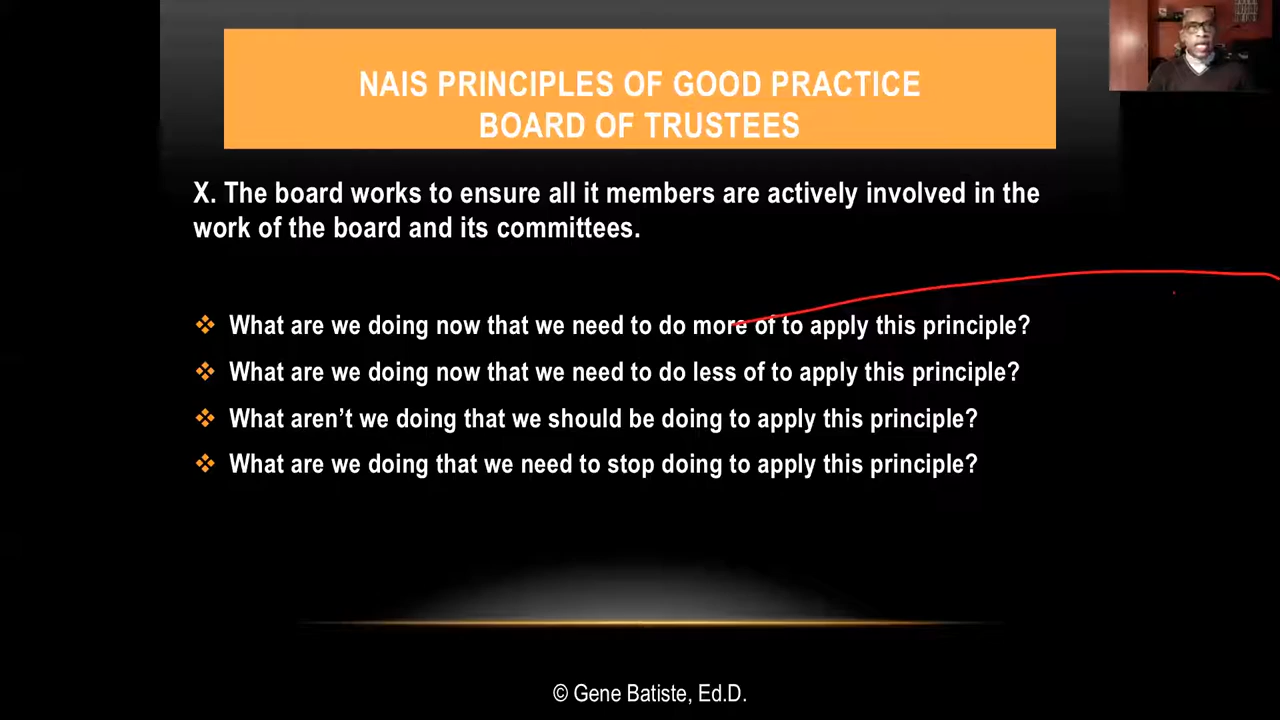 NAIS PRINCIPLES OF GOOD PRACTICE
BOARD OF TRUSTEES
X. The board works to ensure all it members are actively involved in the
work of the board and its committees.
❖ What are we doing now that we need to do more of to apply this principle?
❖ What are we doing now that we need to do less of to apply this principle?
❖ What aren’t we doing that we should be doing to apply this principle?
❖ What are we doing that we need to stop doing to apply this principle?
© Gene Batiste, Ed.D.